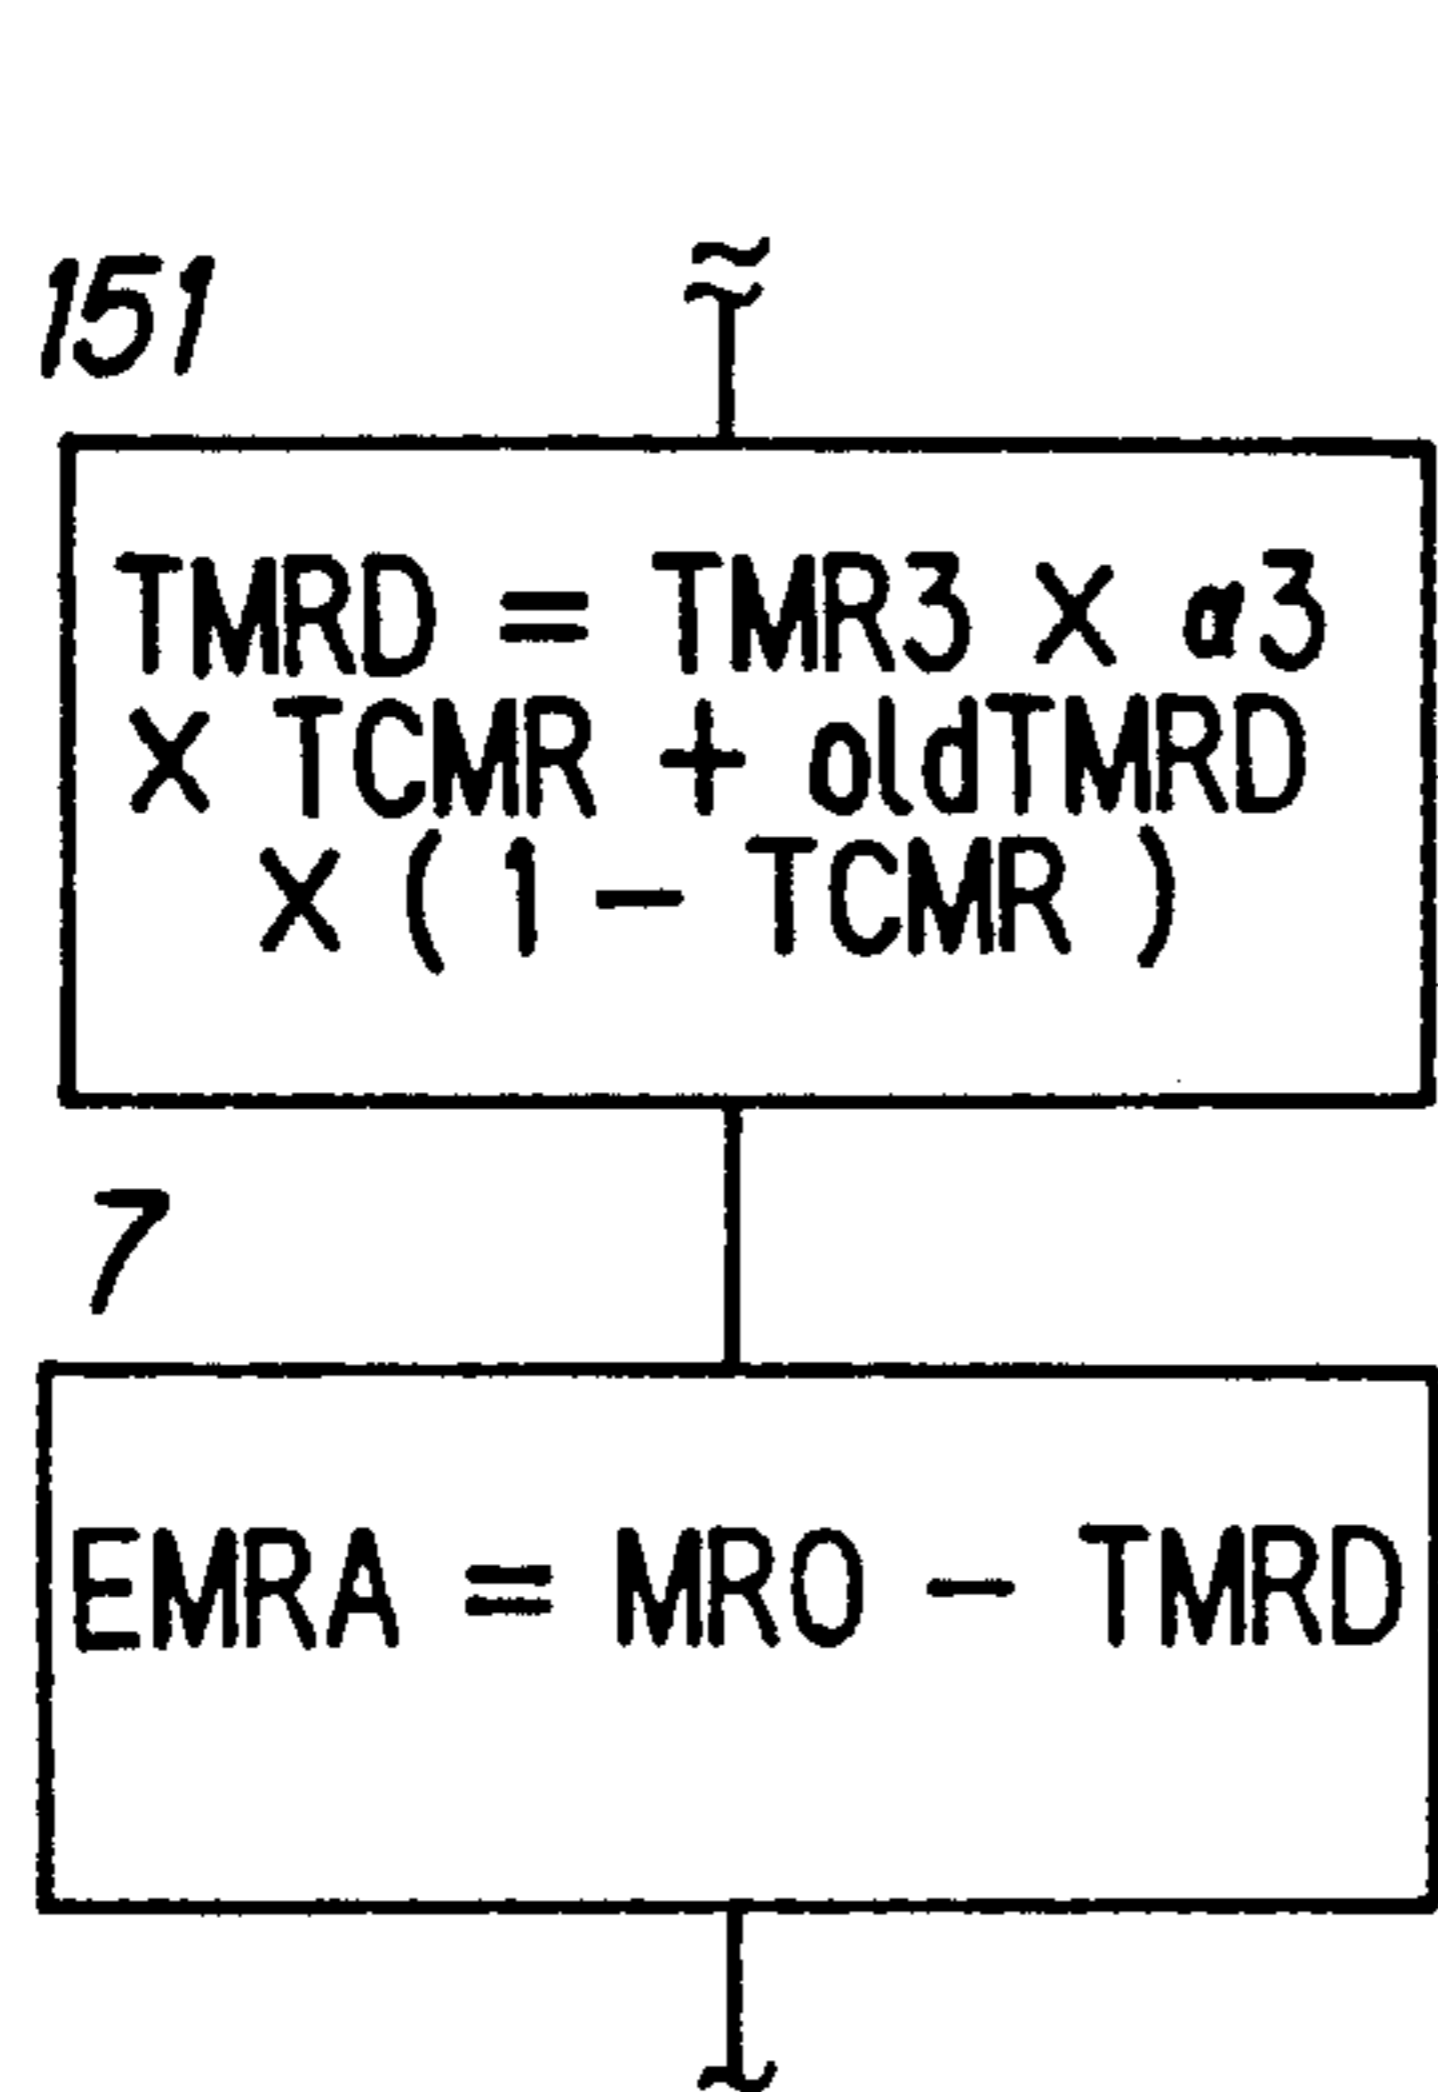 151
TMRD = TMR3 × α3
× TCMR + oldTMRD
× ( 1 − TCMR )
7
EMRA = MRO − TMRD